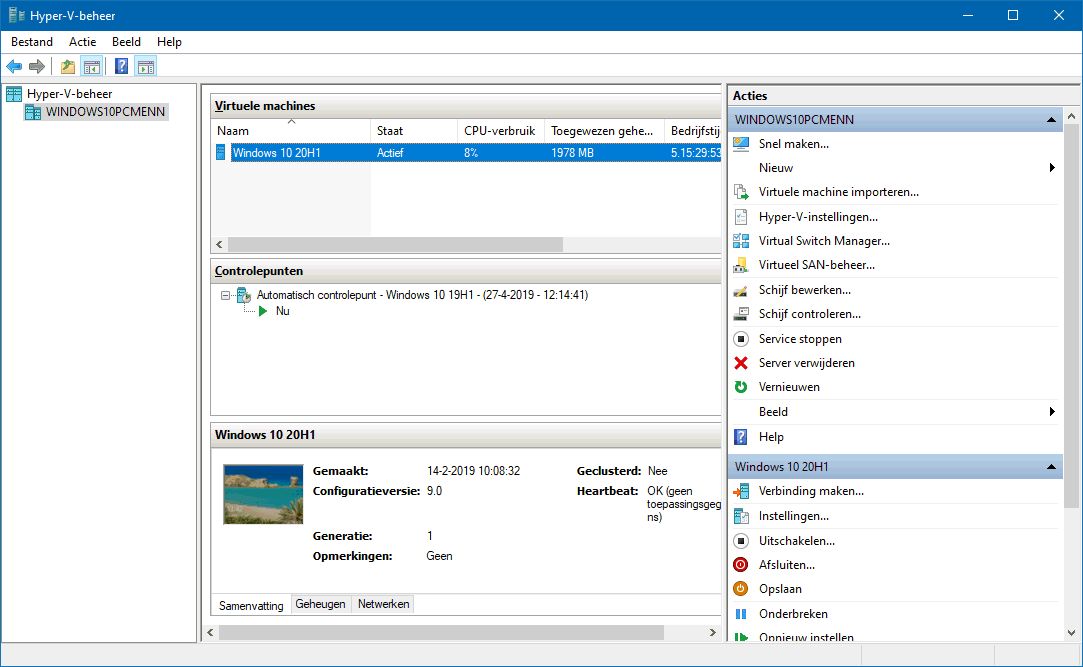 Hyper-V-beheer
Bestand Actie Beeld Help
Hyper-V-beheer
WINDOWS10PCMENN
Virtuele machines
Naam Staat CPU-verbruik Toegewezen gehe... Bedrijfstij
Windows 10 20H1 Actief 8% 1978 MB 5.15:29:53
Controlepunten
Automatisch controlepunt - Windows 10 19H1 - (27-4-2019 - 12:14:41)
Nu
Windows 10 20H1
Gemaakt: 14-2-2019 10:08:32 Geclusterd: Nee
Configuratieversie: 9.0 Heartbeat: OK (geen
toepassingsgeg
ns)
Generatie: 1
Opmerkingen: Geen
Samenvatting Geheugen Netwerken
Acties
WINDOWS10PCMENN
Snel maken...
Nieuw
Virtuele machine importeren...
Hyper-V-instellingen...
Virtual Switch Manager...
Virtueel SAN-beheer...
Schijf bewerken...
Schijf controleren...
Service stoppen
Server verwijderen
Vernieuwen
Beeld
Help
Windows 10 20H1
Verbinding maken...
Instellingen...
Uitschakelen...
Afsluiten...
Opslaan
Onderbreken
Opnieuw instellen